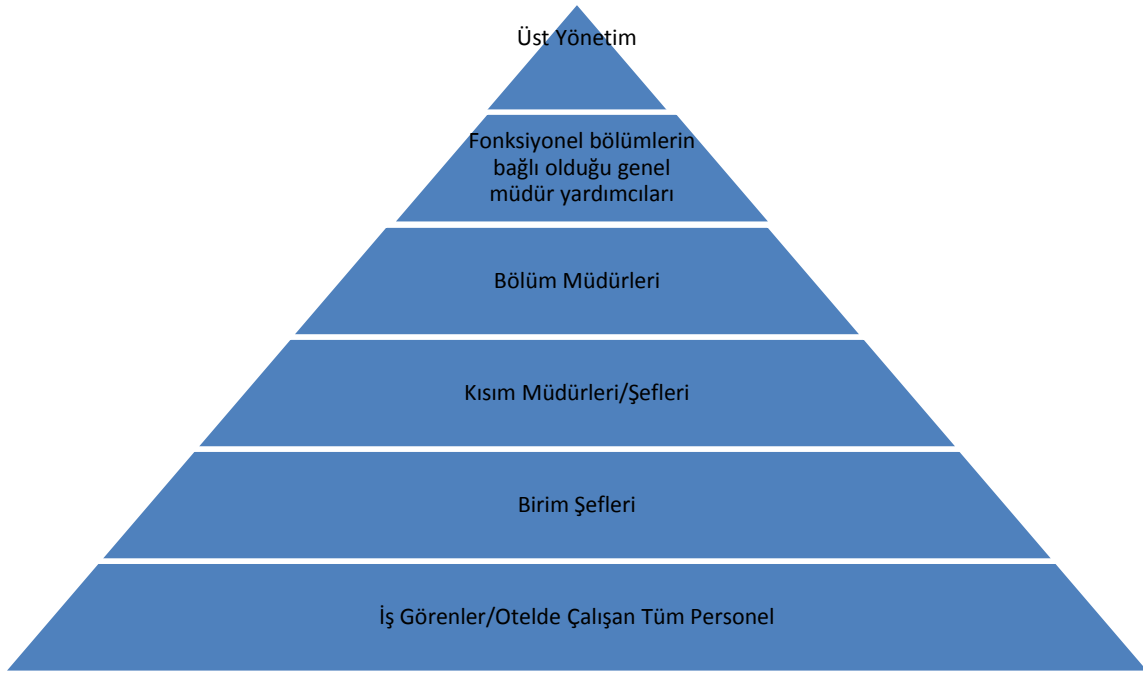 Üst Yönetim
Fonksiyonel bölümlerin
bağlı olduğu genel
müdür yardımcıları
Bölüm Müdürleri
Kısım Müdürleri/Şefleri
Birim Şefleri
İş Görenler/Otelde Çalışan Tüm Personel